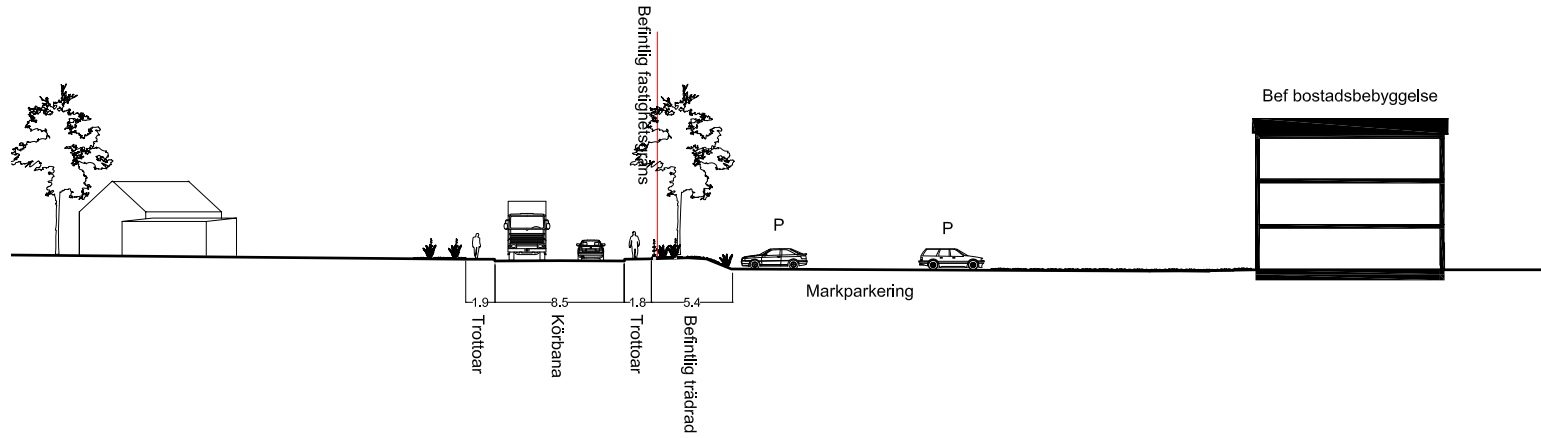 Befintlig fastighetsgräns
Bef bostadsbebyggelse
P
P
Markparkering
1.9
8.5
1.8
5.4
Trottoar
Körbana
Trottoar
Befintlig trädrad